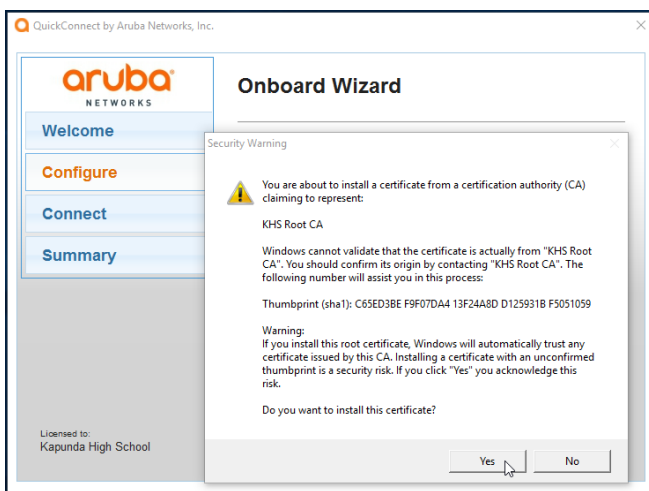 QuickConnect by Aruba Networks, Inc.
aruba
NETWORKS
Onboard Wizard
Welcome
Configure
Connect
Summary
Licensed to:
Kapunda High School
Security Warning
You are about to install a certificate from a certification authority (CA)
claiming to represent:
KHS Root CA
Windows cannot validate that the certificate is actually from "KHS Root
CA". You should confirm its origin by contacting "KHS Root CA". The
following number will assist you in this process:
Thumbprint (sha1): C65ED3BE F9F07DA4 13F24A8D D125931B F5051059
Warning:
If you install this root certificate, Windows will automatically trust any
certificate issued by this CA. Installing a certificate with an unconfirmed
thumbprint is a security risk. If you click "Yes" you acknowledge this
risk.
Do you want to install this certificate?
Yes
No